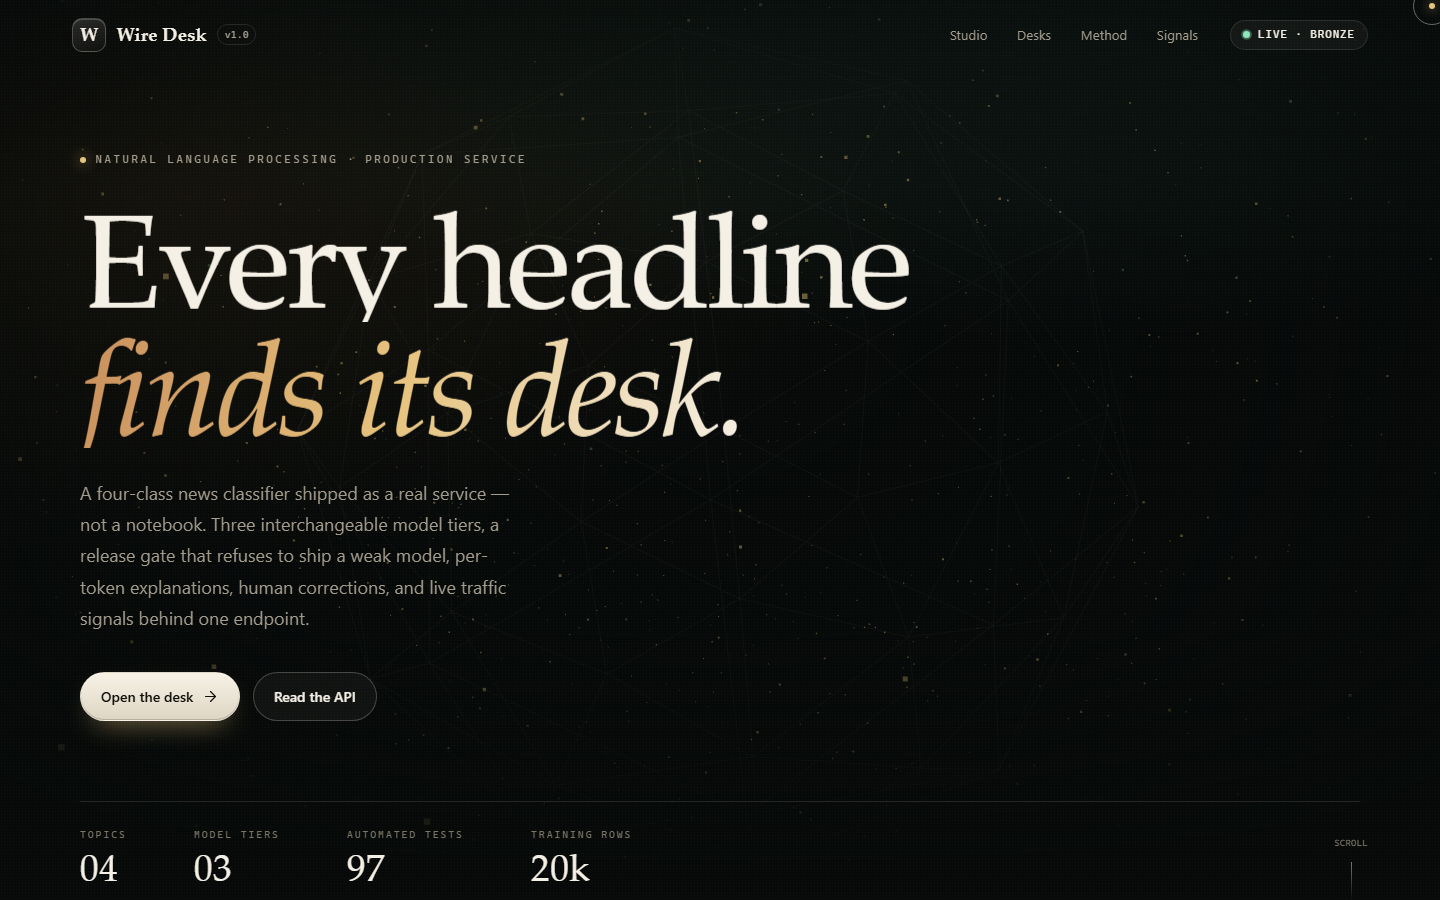 W Wire Desk v1.0 Studio Desks Method Signals LIVE · BRONZE
NATURAL LANGUAGE PROCESSING · PRODUCTION SERVICE
Every headline
finds its desk.
A four-class news classifier shipped as a real service —
not a notebook. Three interchangeable model tiers, a
release gate that refuses to ship a weak model, per-
token explanations, human corrections, and live traffic
signals behind one endpoint.
Open the desk → Read the API
TOPICS MODEL TIERS AUTOMATED TESTS TRAINING ROWS
04 03 97 20k
SCROLL